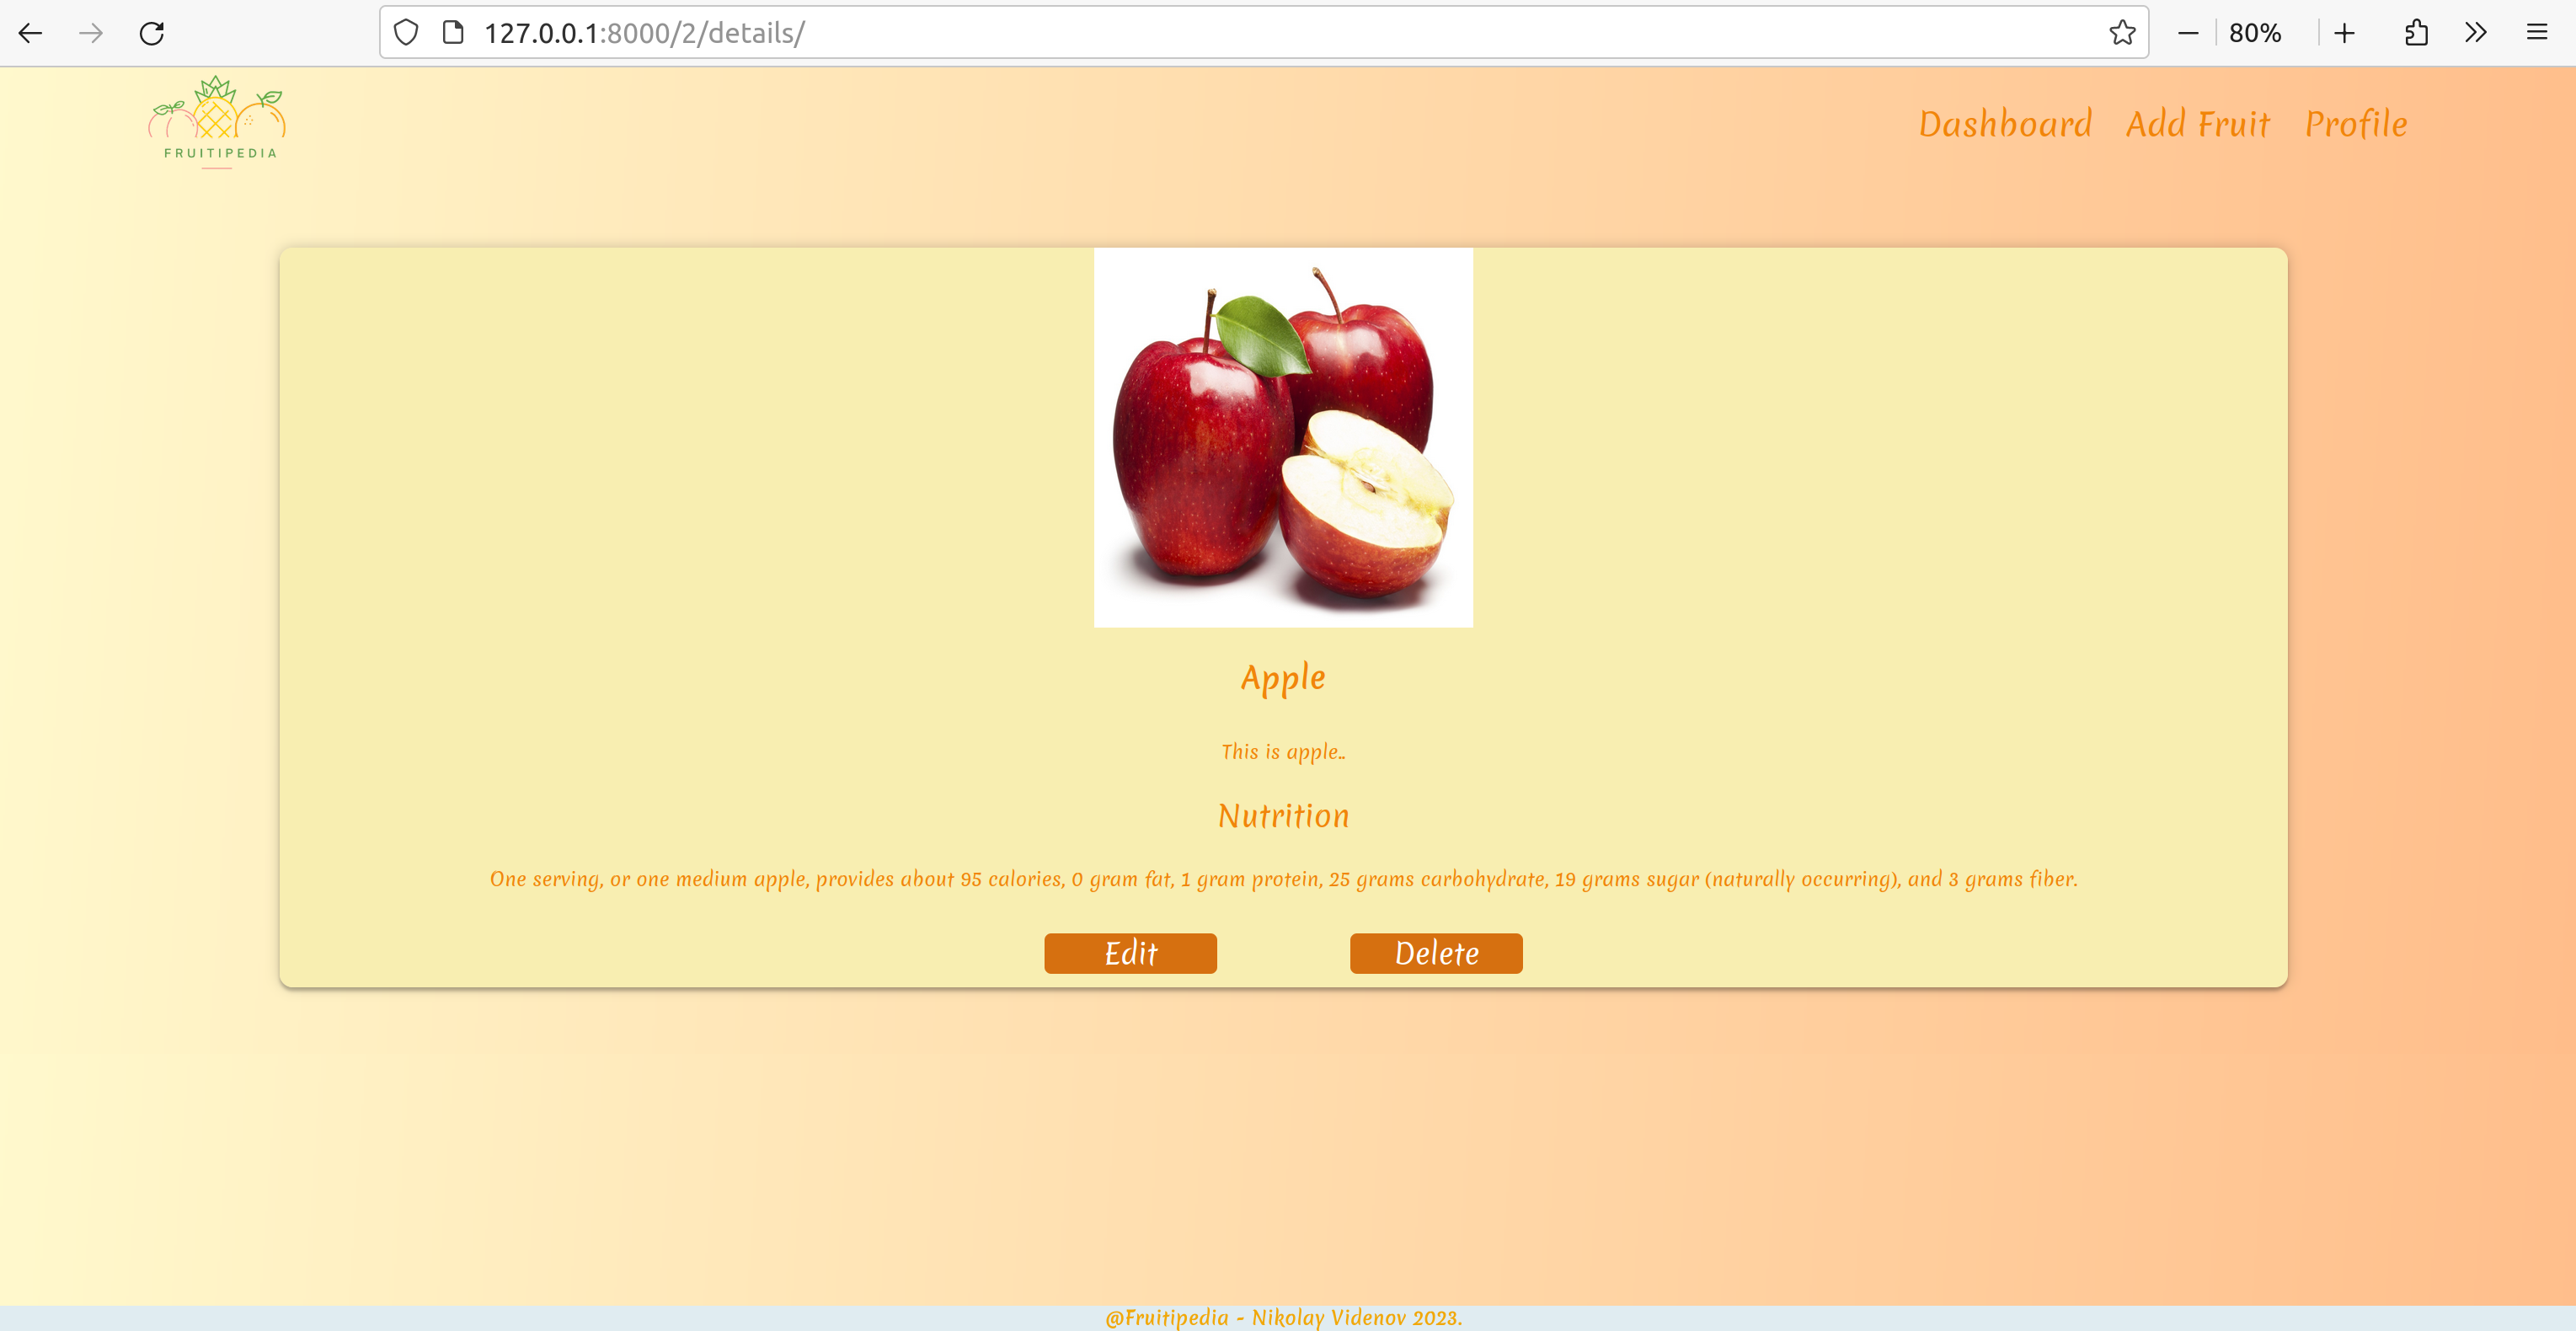 127.0.0.1:8000/2/details/
80%
FRUITIPEDIA
Dashboard Add Fruit Profile
Apple
This is apple..
Nutrition
One serving, or one medium apple, provides about 95 calories, 0 gram fat, 1 gram protein, 25 grams carbohydrate, 19 grams sugar (naturally occurring), and 3 grams fiber.
Edit Delete
@Fruitipedia - Nikolay Videnov 2023.